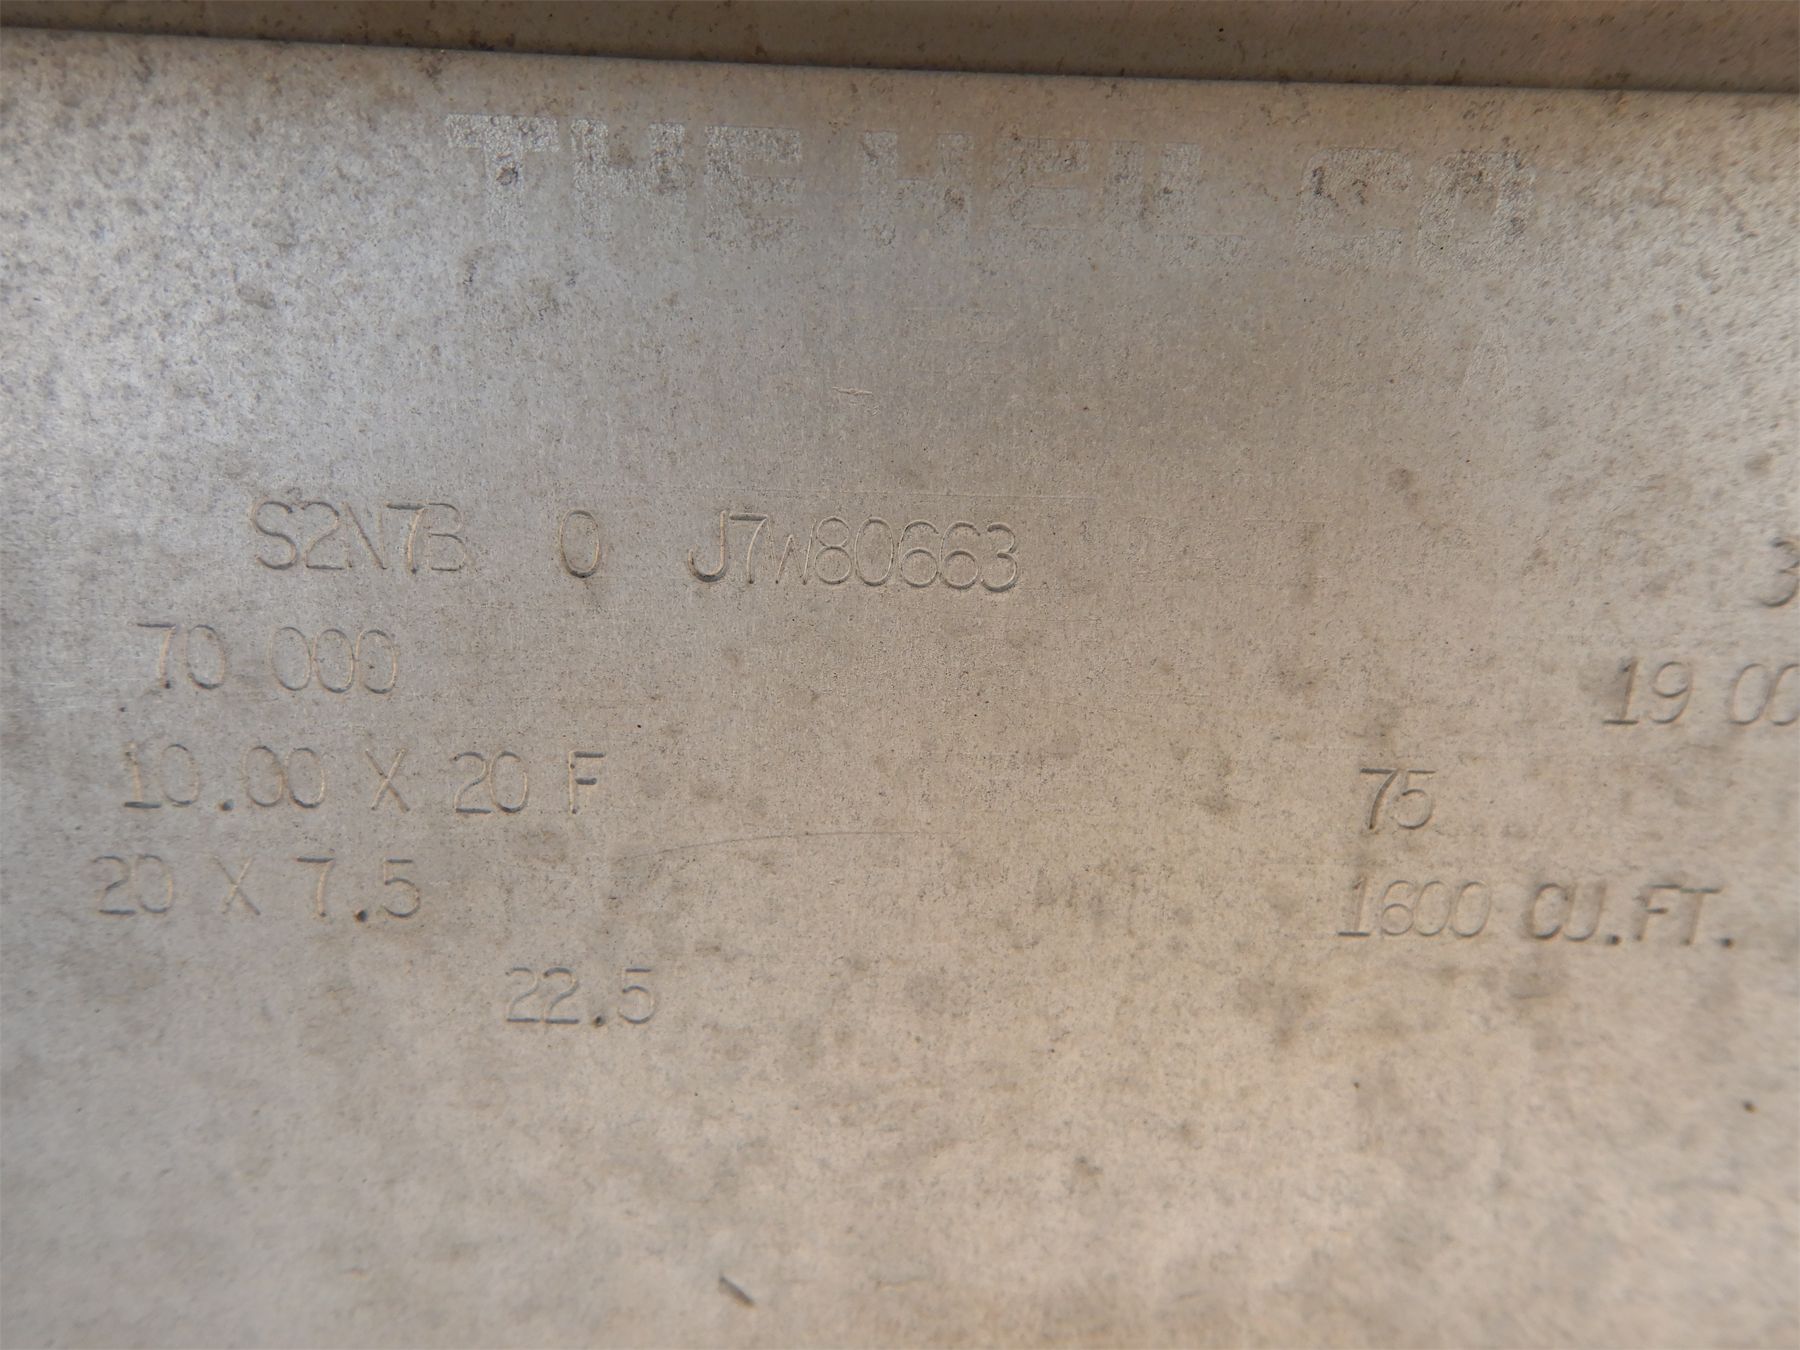 THE HEIL CO
S2N7B 0 J7W80663 3
70 000 19 00
10.00 X 20 F 75
20 X 7.5 1600 CU.FT.
22.5